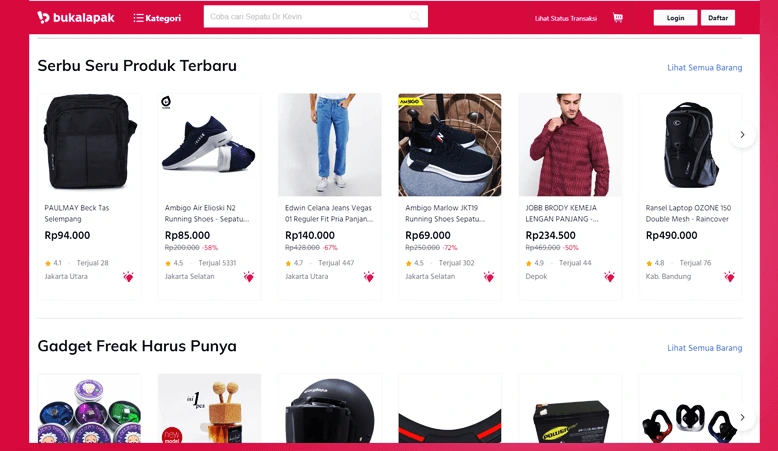 bukalapak
Kategori
Coba cari Sepatu Dr Kevin
Lihat Status Transaksi
Login
Daftar
Serbu Seru Produk Terbaru
Lihat Semua Barang
PAULMAY Beck Tas
Selempang
Rp94.000
4.1
Terjual 28
Jakarta Utara
Ambigo Air Elioski N2
Running Shoes - Sepatu...
Rp85.000
Rp200.000 -58%
4.5
Terjual 5331
Jakarta Selatan
Edwin Celana Jeans Vegas
01 Reguler Fit Pria Panjan...
Rp140.000
Rp428.000 -67%
4.7
Terjual 447
Jakarta Utara
AMBIGO
Ambigo Marlow JKT19
Running Shoes Sepatu...
Rp69.000
Rp250.000 -72%
4.5
Terjual 302
Jakarta Selatan
JOBB BRODY KEMEJA
LENGAN PANJANG -...
Rp234.500
Rp469.000 -50%
4.9
Terjual 44
Depok
Ransel Laptop OZONE 150
Double Mesh - Raincover
Rp490.000
4.8
Terjual 76
Kab. Bandung
Gadget Freak Harus Punya
Lihat Semua Barang
isi 1
pcs
new
model
POWER